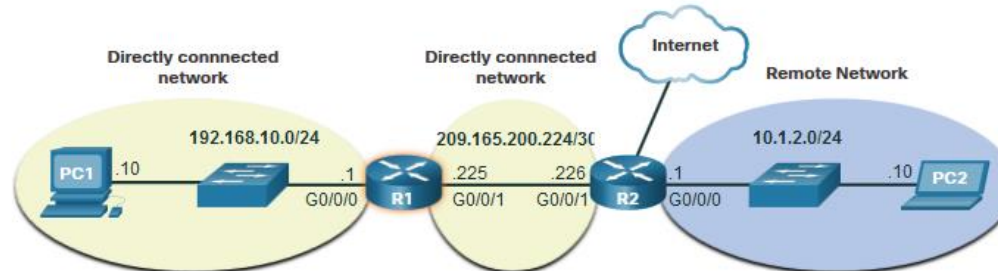 Directly connnected
network
Directly connnected
network
Internet
Remote Network
192.168.10.0/24
209.165.200.224/30
10.1.2.0/24
PC1
.10
.1
G0/0/0
R1
.225
G0/0/1
.226
G0/0/1
R2
.1
G0/0/0
.10
PC2